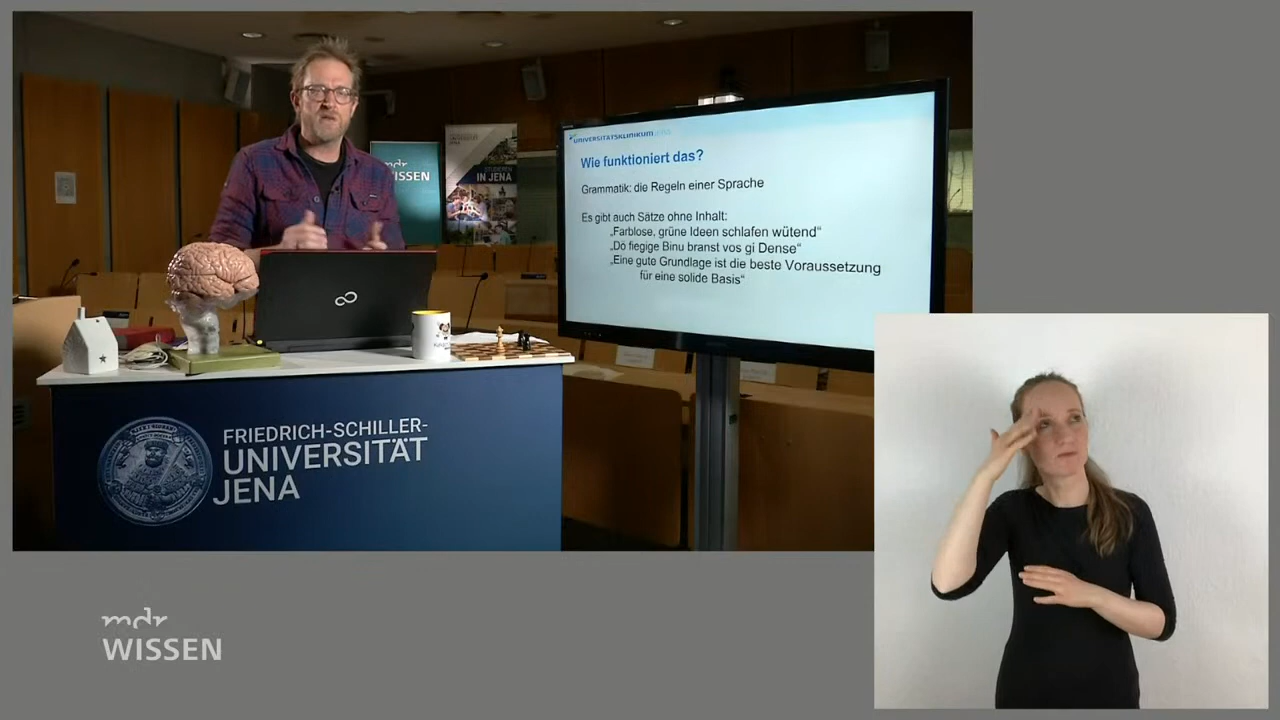 UNIVERSITÄTSKLINIKUM JENA
Wie funktioniert das?
Grammatik: die Regeln einer Sprache
Es gibt auch Sätze ohne Inhalt:
„Farblose, grüne Ideen schlafen wütend“
„Dö fiegige Binu branst vos gi Dense“
„Eine gute Grundlage ist die beste Voraussetzung
für eine solide Basis“
mdr
WISSEN
STUDIEREN
IN JENA
FRIEDRICH-SCHILLER-
UNIVERSITÄT
JENA
mdr
WISSEN